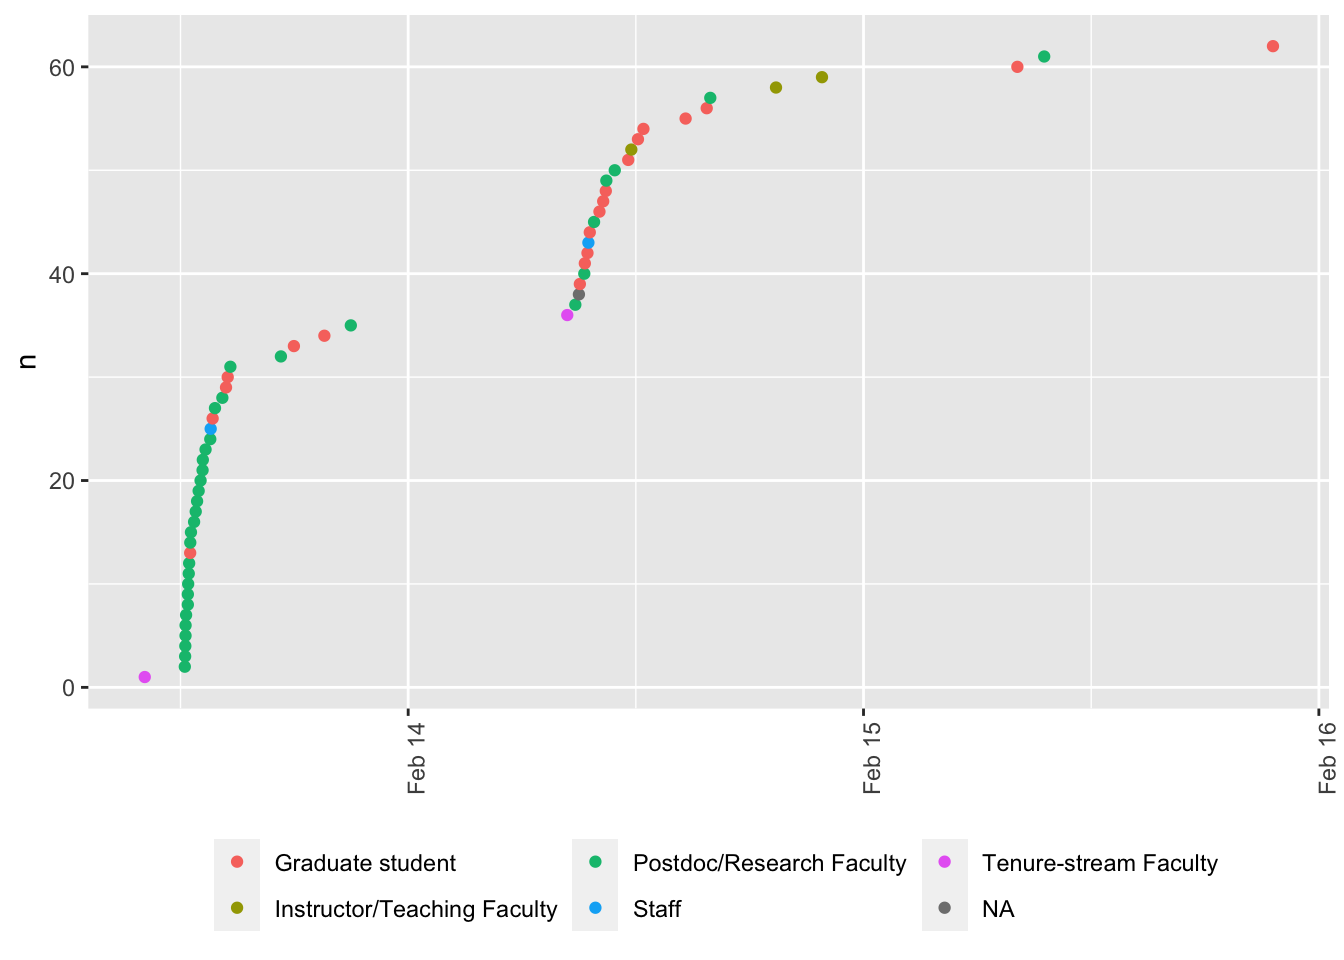 60
40
n
20
0
Feb 14
Feb 15
Feb 16
Graduate student
Postdoc/Research Faculty
Tenure-stream Faculty
Instructor/Teaching Faculty
Staff
NA